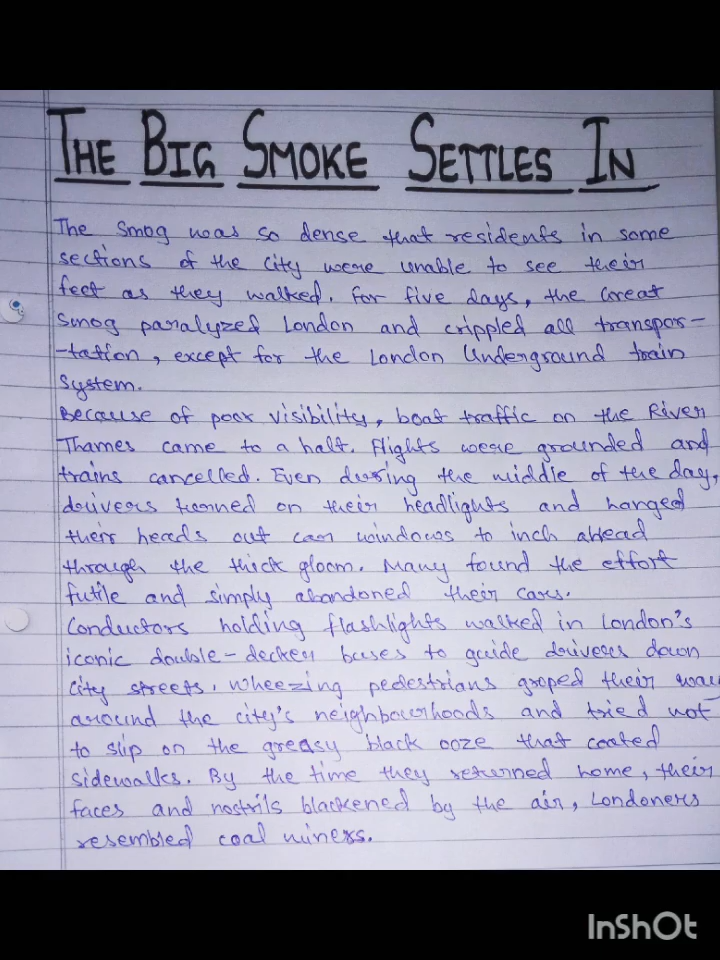 THE BIG SMOKE SETTLES IN
The Smog was so dense that residents in some
sections of the city were unable to see their
feet as they walked. For five days, the Great
Smog paralyzed London and crippled all transpor-
-tation, except for the London Underground train
System.
Because of poor visibility, boat traffic on the River
Thames came to a halt. Flights were grounded and
trains cancelled. Even during the middle of the day,
drivers turned on their headlights and hanged
their heads out car windows to inch ahead
through the thick gloom. Many found the effort
futile and simply abandoned their cars.
Conductors holding flashlights walked in London's
iconic double-decker buses to guide drivers down
city streets. Wheezing pedestrians groped their way
around the city's neighbourhoods and tried not
to slip on the greasy black ooze that coated
sidewalks. By the time they returned home, their
faces and nostrils blackened by the air, Londoners
resembled coal miners.
InShOt